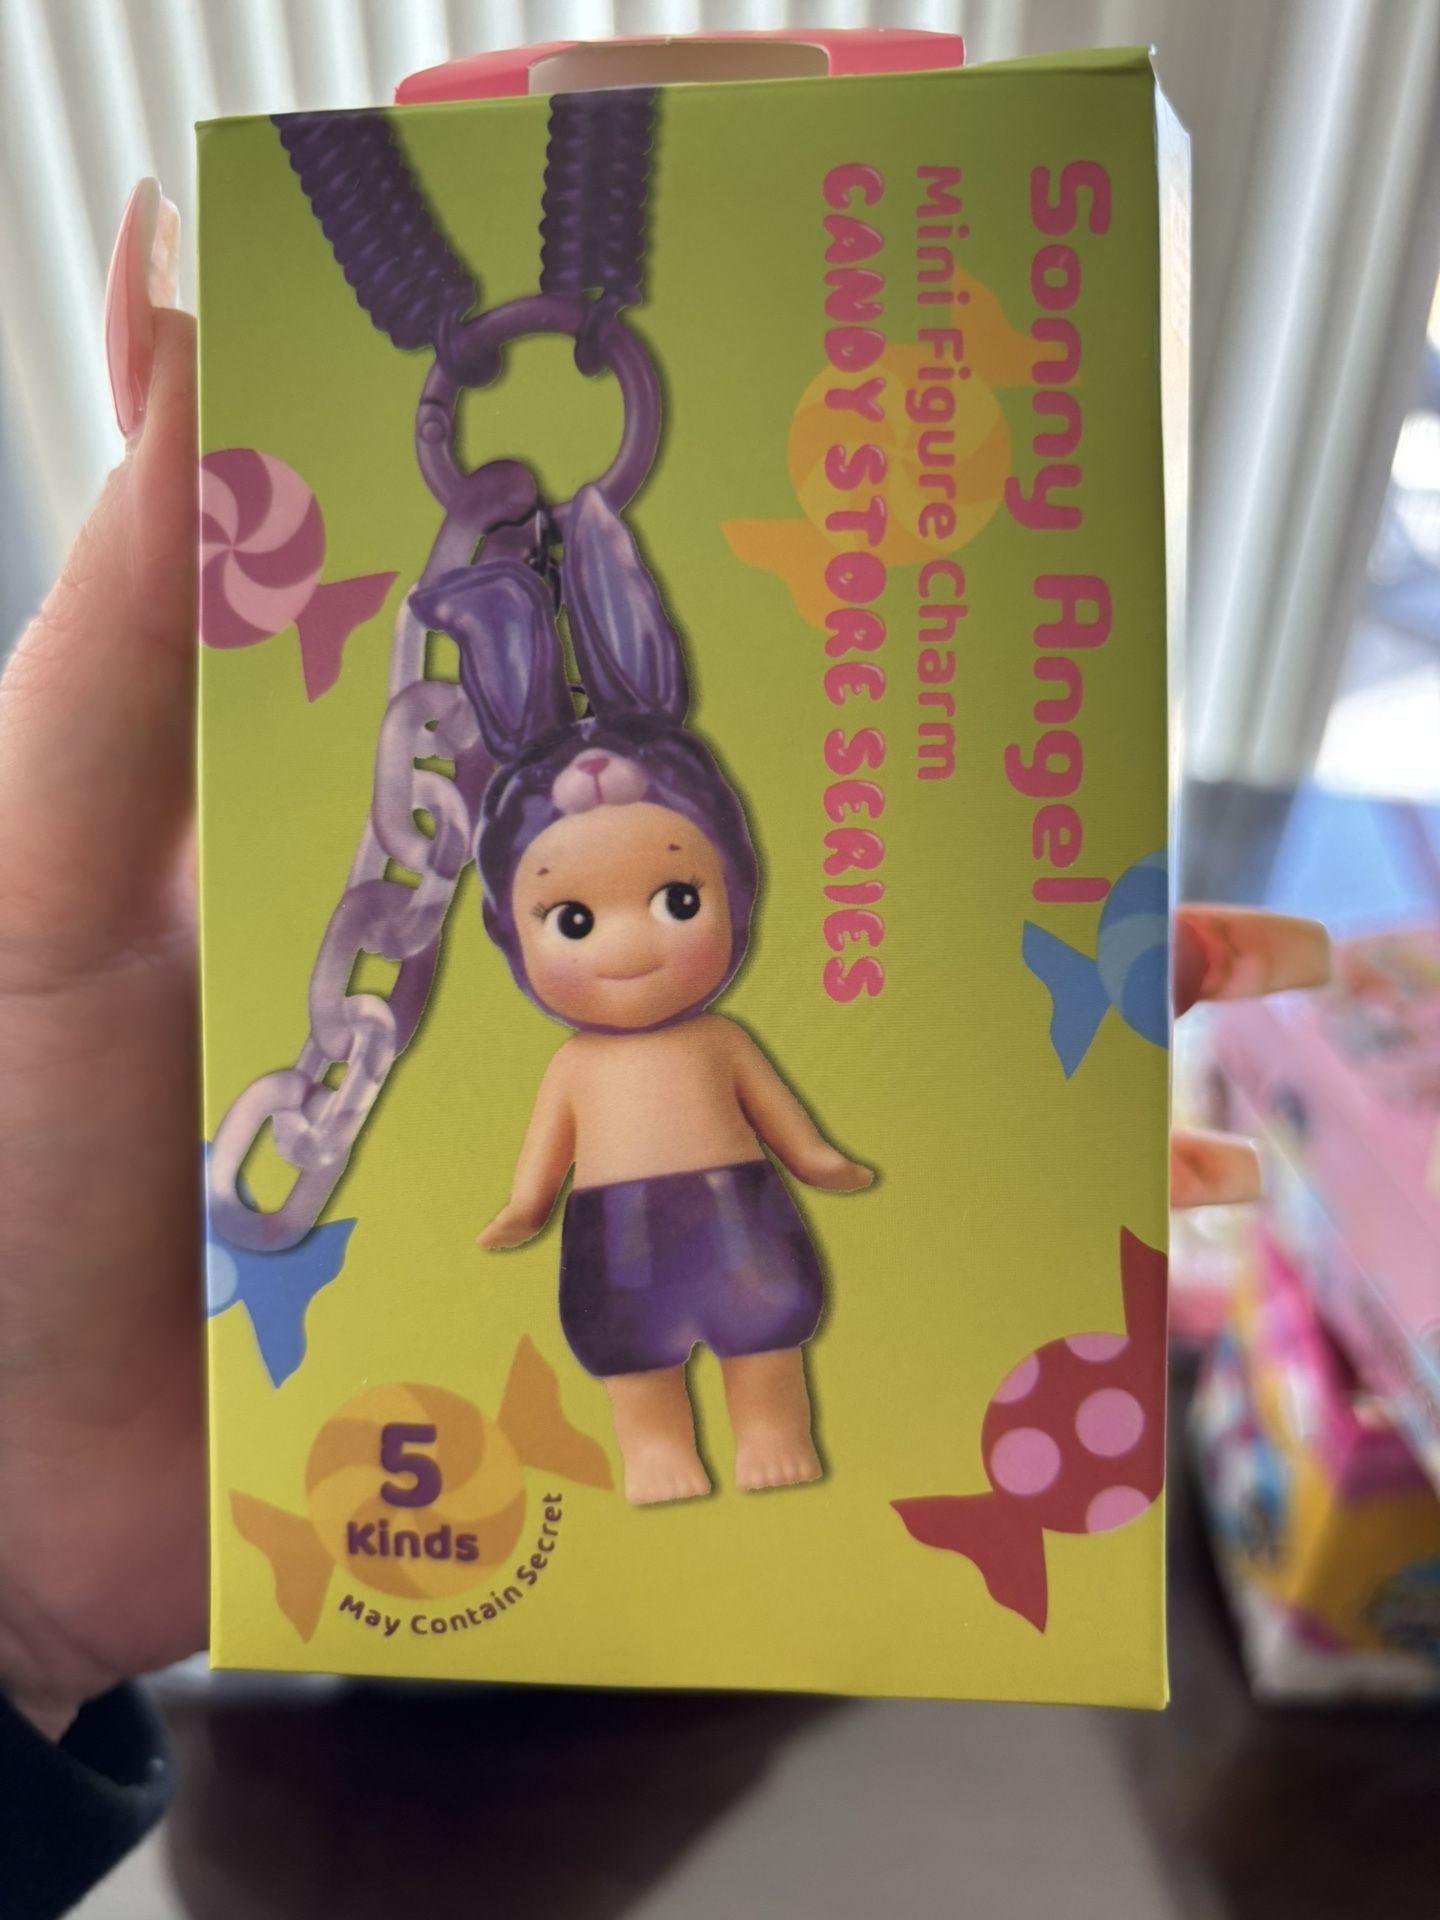 Sonny Angel
Mini Figure Charm
CANDY STORE SERIES
5
Kinds
May Contain Secret